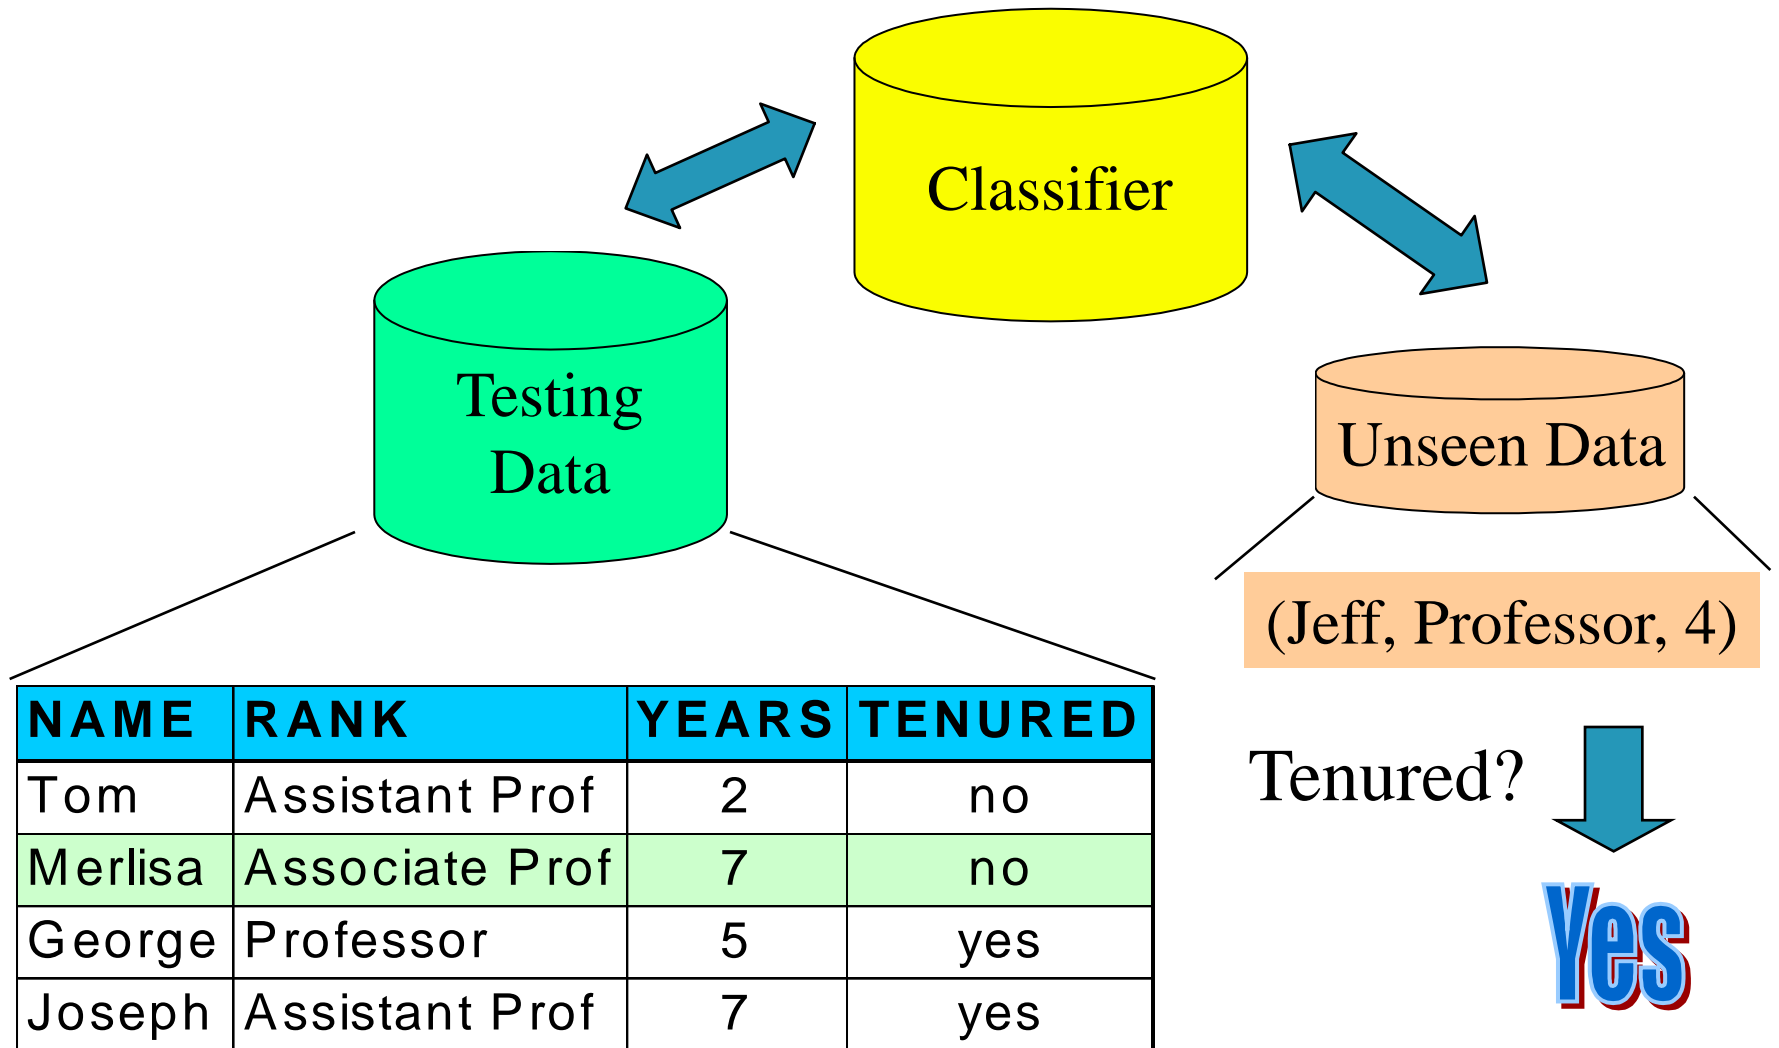 Classifier
Testing
Data
Unseen Data
(Jeff, Professor, 4)
NAME RANK YEARS TENURED
Tom Assistant Prof 2 no
Merlisa Associate Prof 7 no
George Professor 5 yes
Joseph Assistant Prof 7 yes
Tenured?
Yes